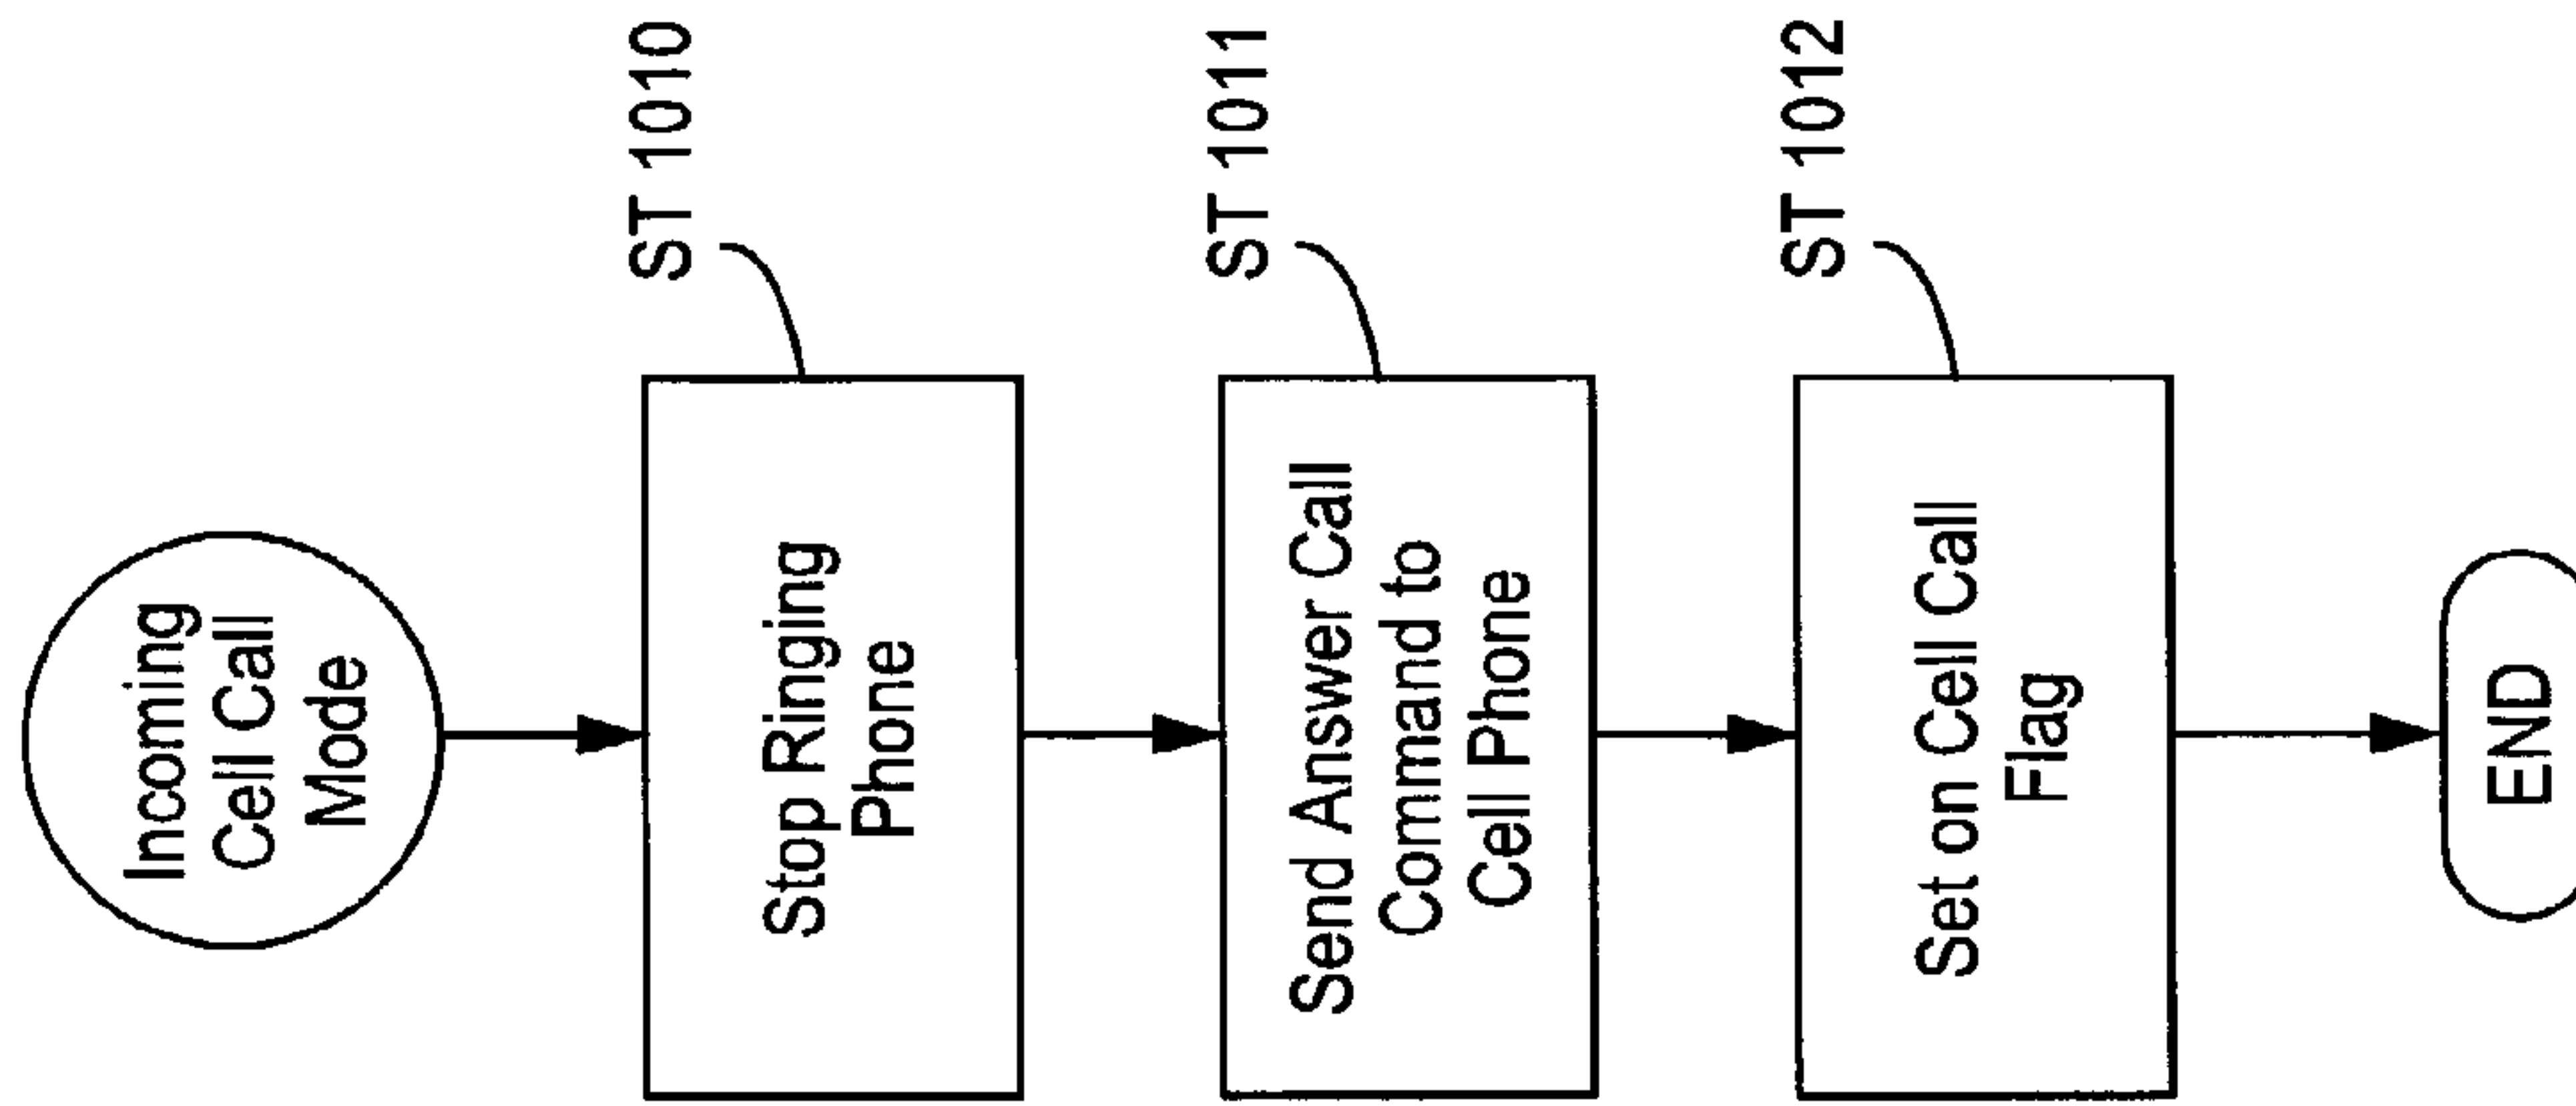 Incoming
Cell Call
Mode
ST 1010
Stop Ringing
Phone
ST 1011
Send Answer Call
Command to
Cell Phone
ST 1012
Set on Cell Call
Flag
END